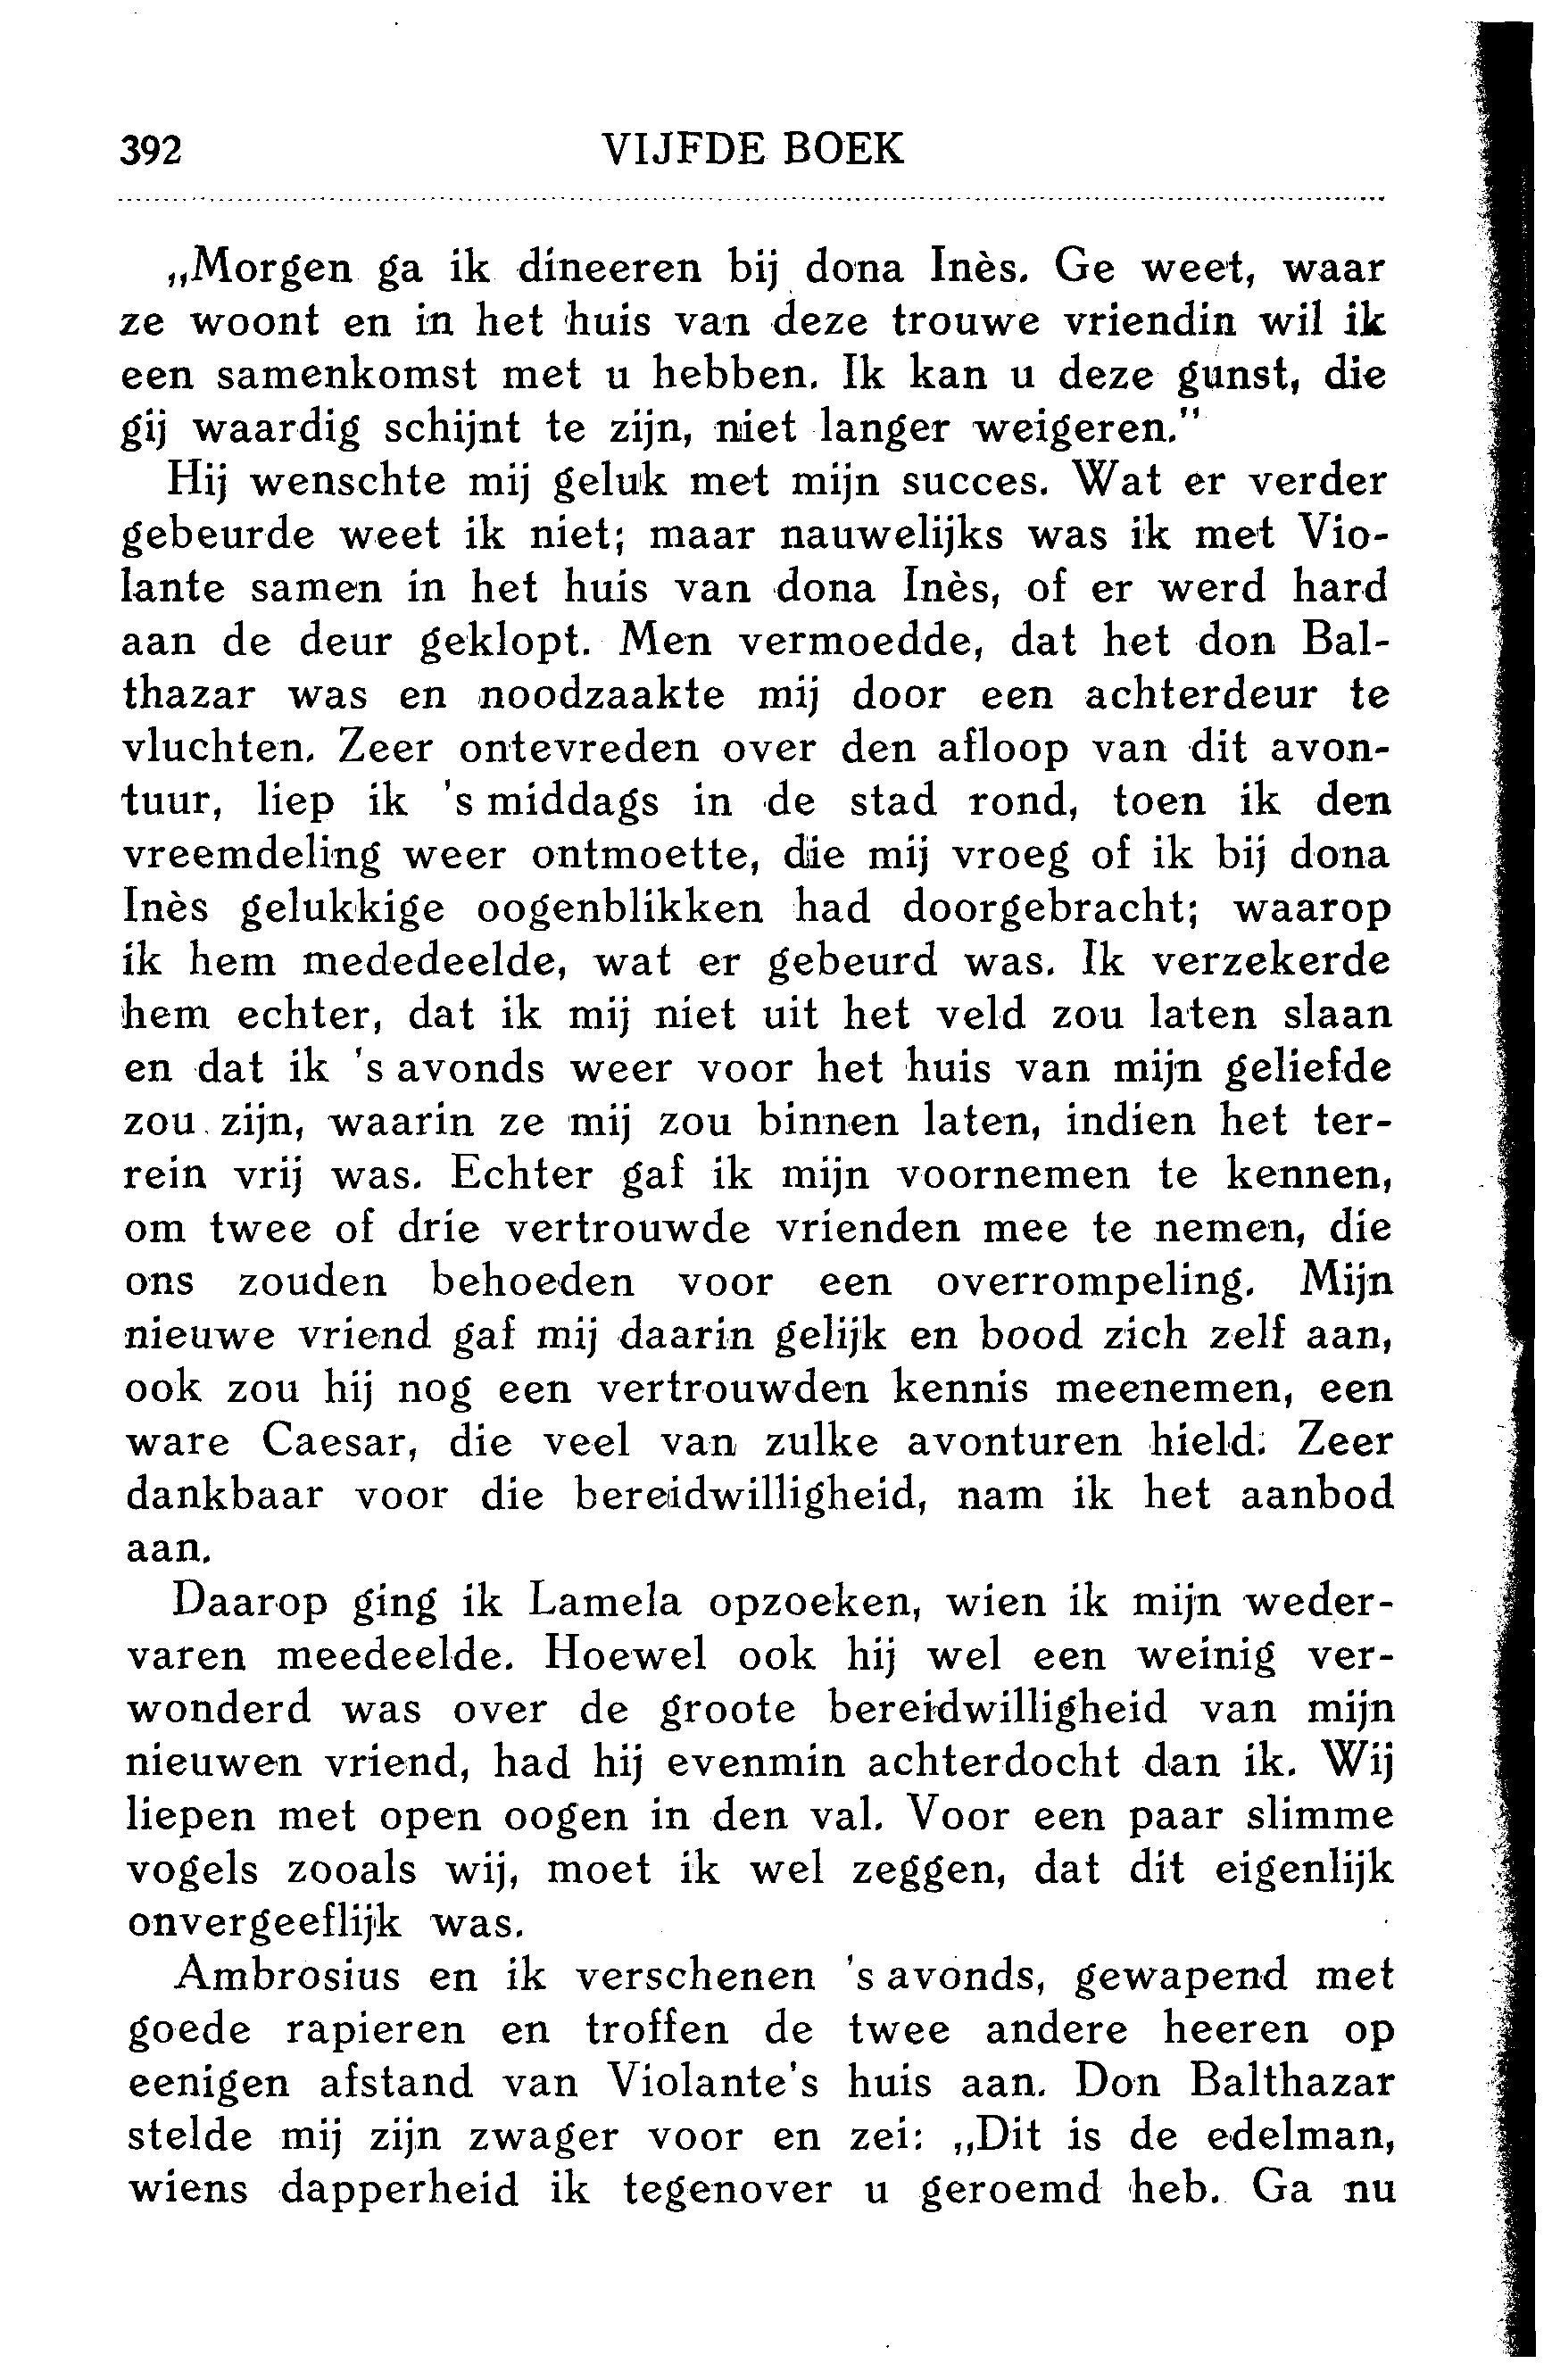 392 VIJFDE BOEK
„Morgen ga ik dineeren bij dona Inès. Ge weet, waar
ze woont en in het huis van deze trouwe vriendin wil ik
een samenkomst met u hebben. Ik kan u deze gunst, die
gij waardig schijnt te zijn, niet langer weigeren."
Hij wenschte mij geluk met mijn succes. Wat er verder
gebeurde weet ik niet; maar nauwelijks was ik met Vio-
lante samen in het huis van dona Inès, of er werd hard
aan de deur geklopt. Men vermoedde, dat het don Bal-
thazar was en noodzaakte mij door een achterdeur te
vluchten. Zeer ontevreden over den afloop van dit avon-
tuur, liep ik 's middags in de stad rond, toen ik den
vreemdeling weer ontmoette, die mij vroeg of ik bij dona
Inès gelukkige oogenblikken had doorgebracht; waarop
ik hem mededeelde, wat er gebeurd was. Ik verzekerde
hem echter, dat ik mij niet uit het veld zou laten slaan
en dat ik 's avonds weer voor het huis van mijn geliefde
zou zijn, waarin ze mij zou binnen laten, indien het ter-
rein vrij was. Echter gaf ik mijn voornemen te kennen,
om twee of drie vertrouwde vrienden mee te nemen, die
ons zouden behoeden voor een overrompeling. Mijn
nieuwe vriend gaf mij daarin gelijk en bood zich zelf aan,
ook zou hij nog een vertrouwden kennis meenemen, een
ware Caesar, die veel van zulke avonturen hield. Zeer
dankbaar voor die bereidwilligheid, nam ik het aanbod
aan.
Daarop ging ik Lamela opzoeken, wien ik mijn weder-
varen meedeelde. Hoewel ook hij wel een weinig ver-
wonderd was over de groote bereidwilligheid van mijn
nieuwen vriend, had hij evenmin achterdocht dan ik. Wij
liepen met open oogen in den val. Voor een paar slimme
vogels zooals wij, moet ik wel zeggen, dat dit eigenlijk
onvergeeflijk was.
Ambrosius en ik verschenen 's avonds, gewapend met
goede rapieren en troffen de twee andere heeren op
eenigen afstand van Violante's huis aan. Don Balthazar
stelde mij zijn zwager voor en zei: „Dit is de edelman,
wiens dapperheid ik tegenover u geroemd heb. Ga nu